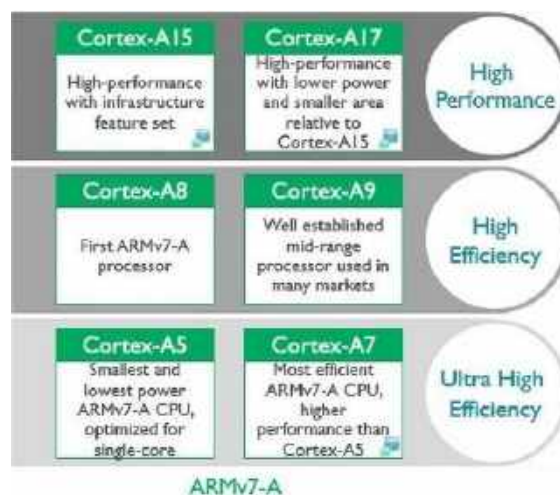 Cortex-A15
High-performance
with infrastructure
feature set
Cortex-A17
High-performance
with lower power
and smaller area
relative to
Cortex-A15
High
Performance
Cortex-A8
First ARMv7-A
processor
Cortex-A9
Well established
mid-range
processor used in
many markets
High
Efficiency
Cortex-A5
Smallest and
lowest power
ARMv7-A CPU,
optimized for
single-core
Cortex-A7
Most efficient
ARMv7-A CPU,
higher
performance than
Cortex-A5
Ultra High
Efficiency
ARMv7-A